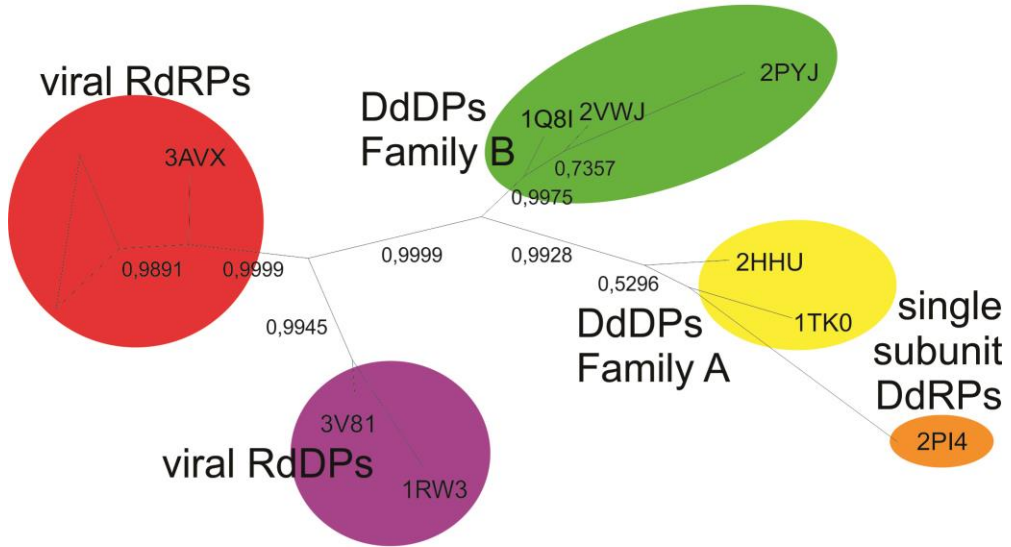 viral RdRPs
3AVX
0,9891
0,9999
DdDPs
Family B
1Q8I
2VWJ
2PYJ
0,7357
0,9975
0,9999
0,9928
2HHU
0,5296
1TK0
DdDPs
Family A
single
subunit
DdRPs
2PI4
0,9945
3V81
viral RdDPs
1RW3